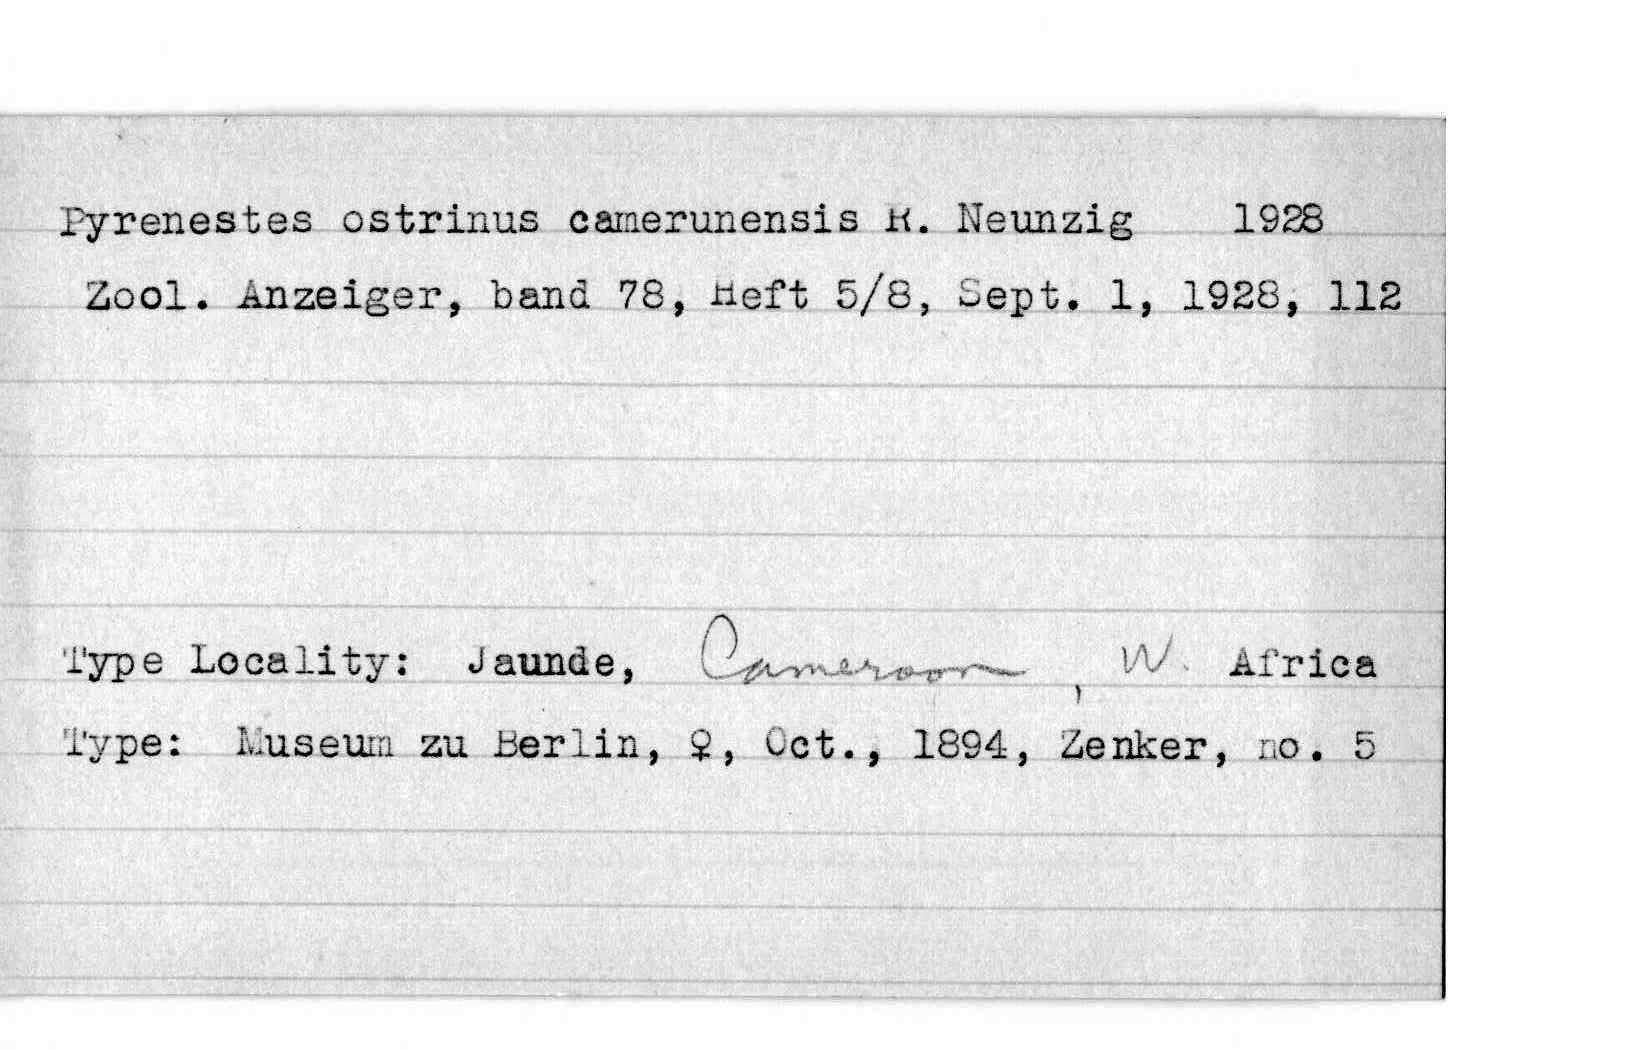 Pyrenestes ostrinus camerunensis R. Neunzig 1928
Zool. Anzeiger, band 78, Heft 5/8, Sept. 1, 1928, 112
Type Locality: Jaunde, Cameroon, W. Africa
Type: Museum zu Berlin, ♀, Oct., 1894, Zenker, no. 5